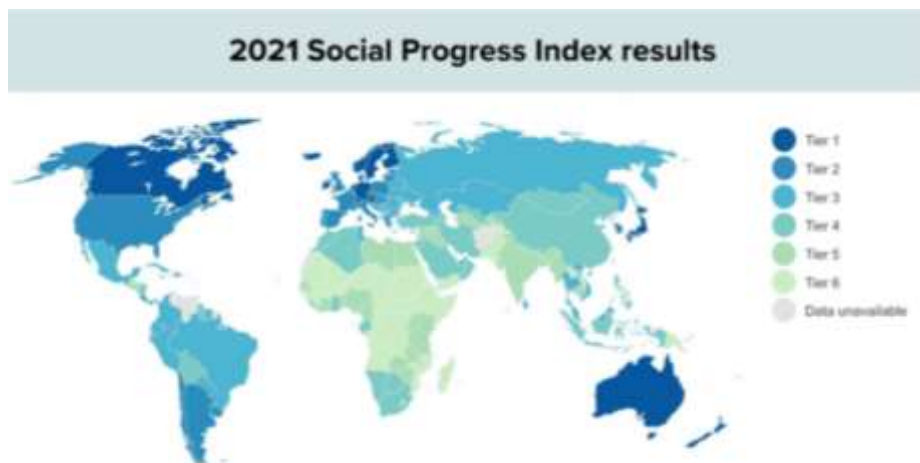 2021 Social Progress Index results
Tier 1
Tier 2
Tier 3
Tier 4
Tier 5
Tier 6
Data unavailable